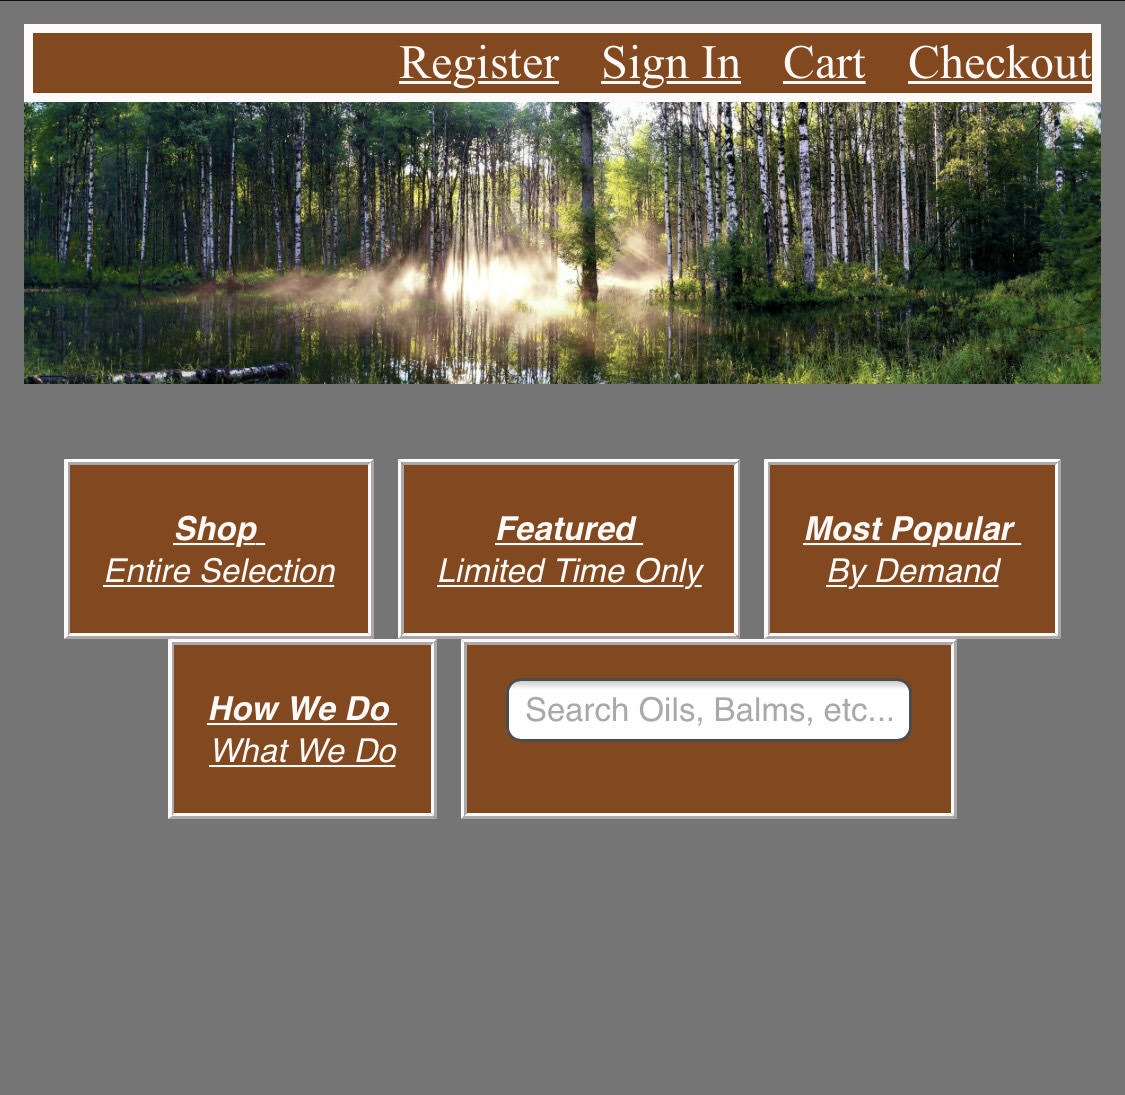 Register Sign In Cart Checkout
Shop
Entire Selection
Featured
Limited Time Only
Most Popular
By Demand
How We Do
What We Do
Search Oils, Balms, etc...